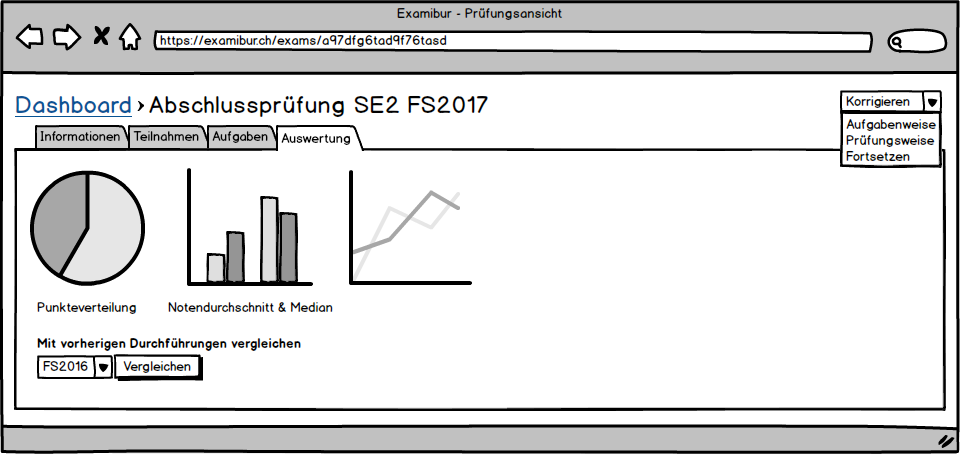 Examibur - Prüfungsansicht
https://examibur.ch/exams/a97dfg6tad9f76tasd
Dashboard › Abschlussprüfung SE2 FS2017
Korrigieren
Aufgabenweise
Prüfungsweise
Fortsetzen
Informationen Teilnahmen Aufgaben Auswertung
Punkteverteilung Notendurchschnitt & Median
Mit vorherigen Durchführungen vergleichen
FS2016 Vergleichen